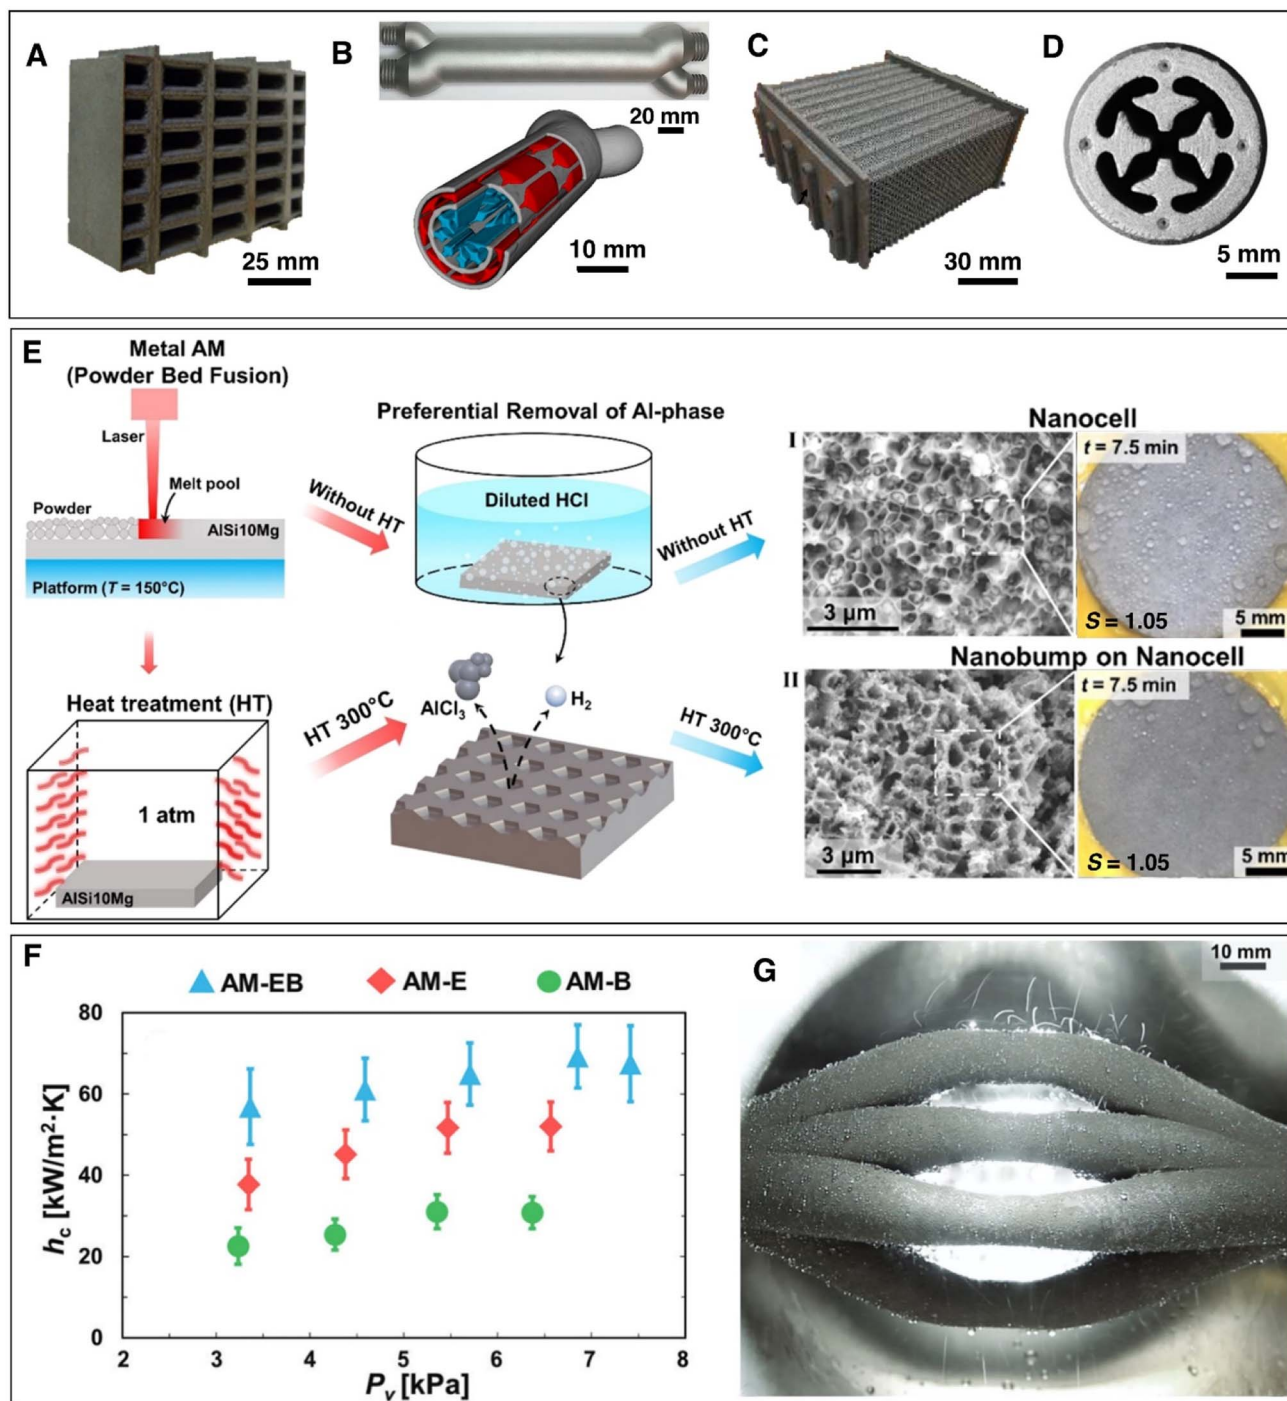 A
25 mm
B
20 mm
10 mm
C
30 mm
D
5 mm
E
Metal AM
(Powder Bed Fusion)
Laser
Melt pool
Powder
AlSi10Mg
Platform (T = 150°C)
Heat treatment (HT)
1 atm
AlSi10Mg
Without HT
HT 300°C
Preferential Removal of Al-phase
Diluted HCl
AlCl₃
H₂
Without HT
HT 300°C
Nanocell
I
3 µm
t = 7.5 min
S = 1.05
5 mm
Nanobump on Nanocell
II
3 µm
t = 7.5 min
S = 1.05
5 mm
F
AM-EB
AM-E
AM-B
80
60
40
20
0
h_c [kW/m²·K]
2
3
4
5
6
7
8
P_v [kPa]
G
10 mm